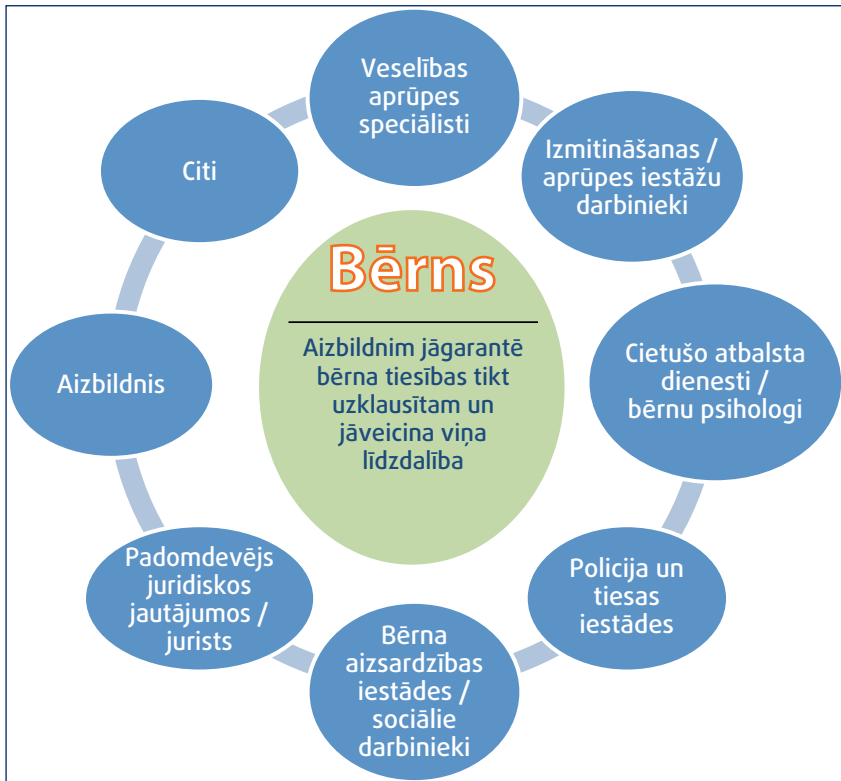 Veselības
aprūpes
speciālisti
Izmitināšanas /
aprūpes iestāžu
darbinieki
Cietušo atbalsta
dienesti /
bērnu psihologi
Policija un
tiesas
iestādes
Bērna
aizsardzības
iestādes /
sociālie
darbinieki
Padomdevējs
juridiskos
jautājumos /
jurists
Aizbildnis
Citi
Bērns
Aizbildnim jāgarantē
bērna tiesības tikt
uzklausītam un
jāveicina viņa
līdzdalība